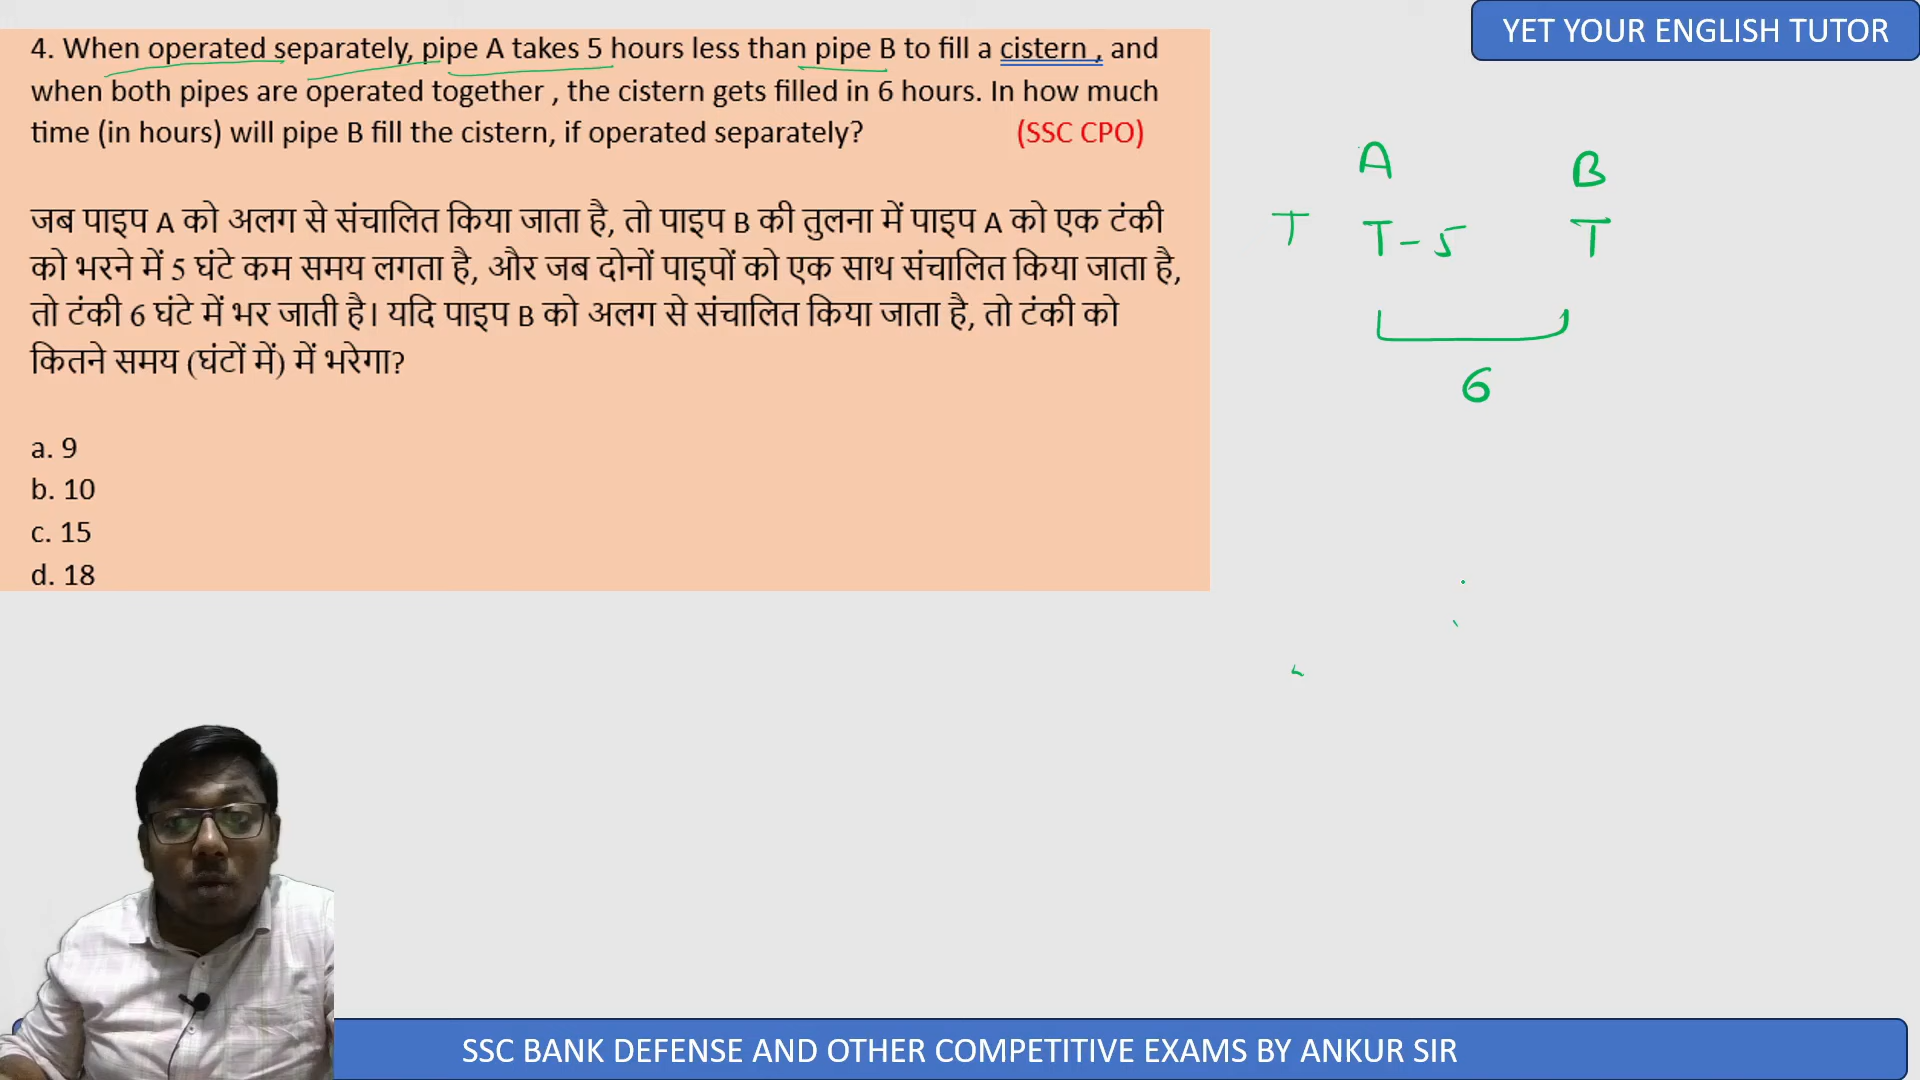 YET YOUR ENGLISH TUTOR
4. When operated separately, pipe A takes 5 hours less than pipe B to fill a cistern , and
when both pipes are operated together , the cistern gets filled in 6 hours. In how much
time (in hours) will pipe B fill the cistern, if operated separately? (SSC CPO)
जब पाइप A को अलग से संचालित किया जाता है, तो पाइप B की तुलना में पाइप A को एक टंकी
को भरने में 5 घंटे कम समय लगता है, और जब दोनों पाइपों को एक साथ संचालित किया जाता है,
तो टंकी 6 घंटे में भर जाती है। यदि पाइप B को अलग से संचालित किया जाता है, तो टंकी को
कितने समय (घंटों में) में भरेगा?
a. 9
b. 10
c. 15
d. 18
A B
T T-5 T
6
SSC BANK DEFENSE AND OTHER COMPETITIVE EXAMS BY ANKUR SIR